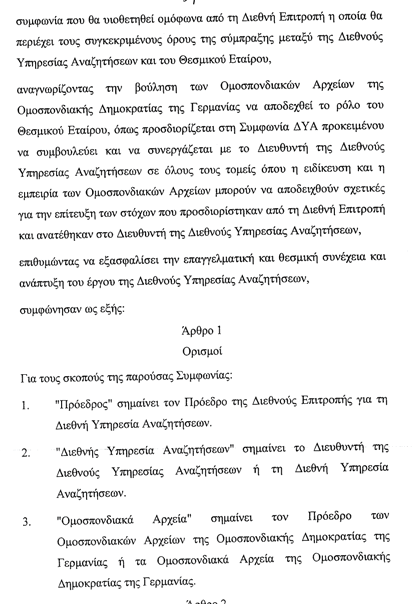 συμφωνία που θα υιοθετηθεί ομόφωνα από τη Διεθνή Επιτροπή η οποία θα
περιέχει τους συγκεκριμένους όρους της σύμπραξης μεταξύ της Διεθνούς
Υπηρεσίας Αναζητήσεων και του Θεσμικού Εταίρου,
αναγνωρίζοντας την βούληση των Ομοσπονδιακών Αρχείων της
Ομοσπονδιακής Δημοκρατίας της Γερμανίας να αποδεχθεί το ρόλο του
Θεσμικού Εταίρου, όπως προσδιορίζεται στη Συμφωνία ΔΥΑ προκειμένου
να συμβουλεύει και να συνεργάζεται με το Διευθυντή της Διεθνούς
Υπηρεσίας Αναζητήσεων σε όλους τους τομείς όπου η ειδίκευση και η
εμπειρία των Ομοσπονδιακών Αρχείων μπορούν να αποδειχθούν σχετικές
για την επίτευξη των στόχων που προσδιορίστηκαν από τη Διεθνή Επιτροπή
και ανατέθηκαν στο Διευθυντή της Διεθνούς Υπηρεσίας Αναζητήσεων,
επιθυμώντας να εξασφαλίσει την επαγγελματική και θεσμική συνέχεια και
ανάπτυξη του έργου της Διεθνούς Υπηρεσίας Αναζητήσεων,
συμφώνησαν ως εξής:
Άρθρο 1
Ορισμοί
Για τους σκοπούς της παρούσας Συμφωνίας:
1. "Πρόεδρος" σημαίνει τον Πρόεδρο της Διεθνούς Επιτροπής για τη
Διεθνή Υπηρεσία Αναζητήσεων.
2. "Διεθνής Υπηρεσία Αναζητήσεων" σημαίνει το Διευθυντή της
Διεθνούς Υπηρεσίας Αναζητήσεων ή τη Διεθνή Υπηρεσία
Αναζητήσεων.
3. "Ομοσπονδιακά Αρχεία" σημαίνει τον Πρόεδρο των
Ομοσπονδιακών Αρχείων της Ομοσπονδιακής Δημοκρατίας της
Γερμανίας ή τα Ομοσπονδιακά Αρχεία της Ομοσπονδιακής
Δημοκρατίας της Γερμανίας.
Άρθρο 2